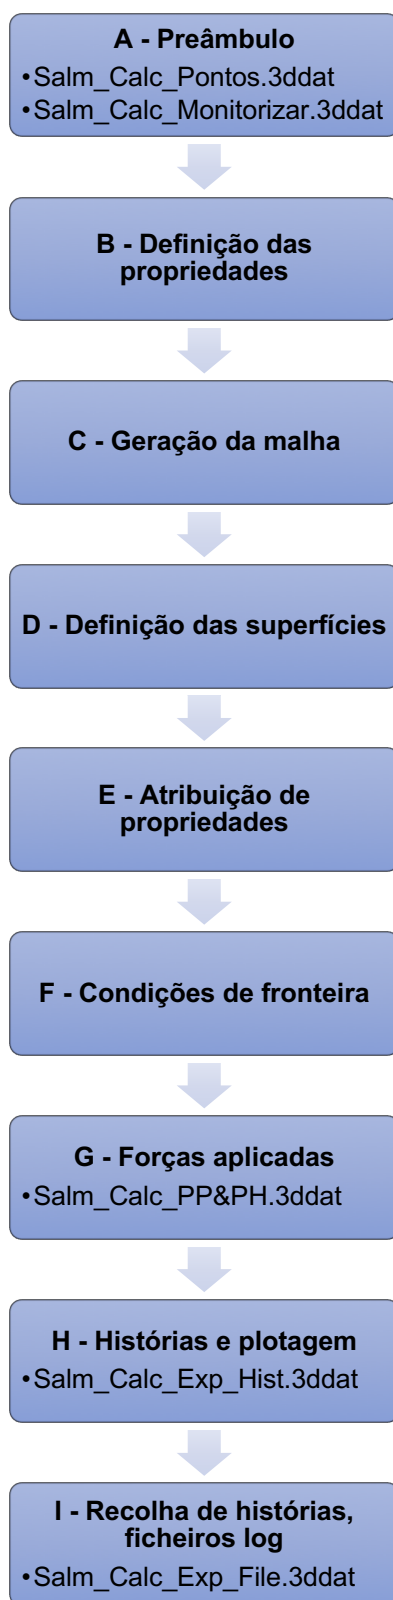 A - Preâmbulo
•Salm_Calc_Pontos.3ddat
•Salm_Calc_Monitorizar.3ddat
B - Definição das
propriedades
C - Geração da malha
D - Definição das superfícies
E - Atribuição de
propriedades
F - Condições de fronteira
G - Forças aplicadas
•Salm_Calc_PP&PH.3ddat
H - Histórias e plotagem
•Salm_Calc_Exp_Hist.3ddat
I - Recolha de histórias,
ficheiros log
•Salm_Calc_Exp_File.3ddat